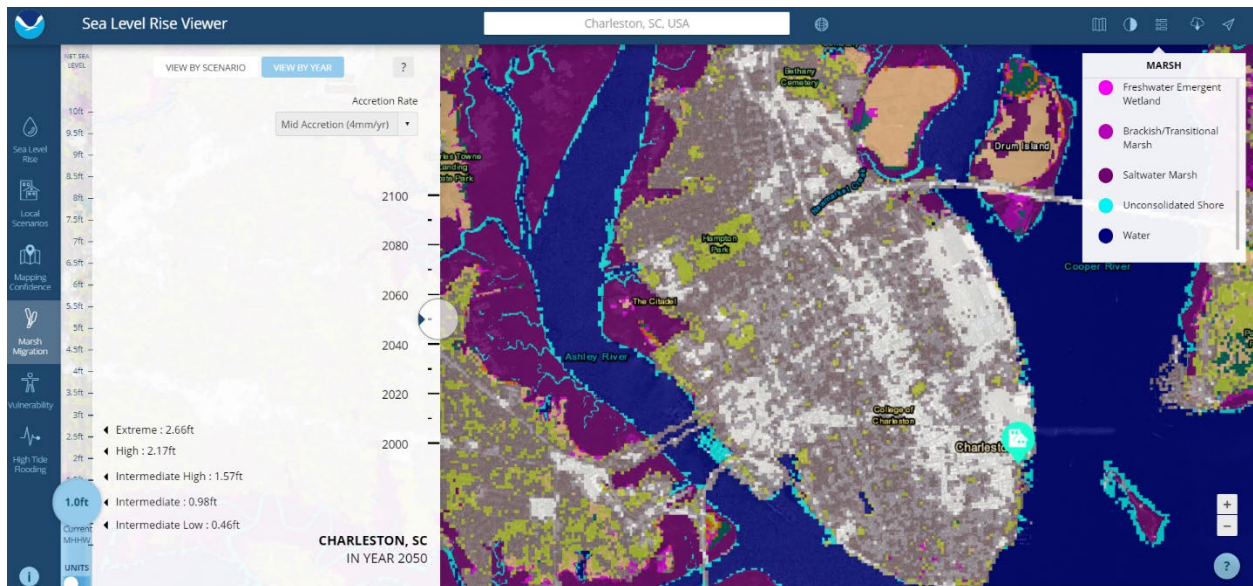 Sea Level Rise Viewer
Charleston, SC, USA
Sea Level
Rise
Local
Scenarios
Mapping
Confidence
Marsh
Migration
Vulnerability
High Tide
Flooding
NET SEA
LEVEL
10ft
9.5ft
9ft
8.5ft
8ft
7.5ft
7ft
6.5ft
6ft
5.5ft
5ft
4.5ft
4ft
3.5ft
3ft
2.5ft
2ft
1.0ft
Current
MHHW
UNITS
VIEW BY SCENARIO
VIEW BY YEAR
?
Accretion Rate
Mid Accretion (4mm/yr)
2100
2080
2060
2040
2020
2000
Extreme : 2.66ft
High : 2.17ft
Intermediate High : 1.57ft
Intermediate : 0.98ft
Intermediate Low : 0.46ft
CHARLESTON, SC
IN YEAR 2050
Bethany
Cemetery
Drum Island
Newmarket Creek
Hampton
Park
The Citadel
Ashley River
Cooper River
College of
Charleston
MARSH
Freshwater Emergent
Wetland
Brackish/Transitional
Marsh
Saltwater Marsh
Unconsolidated Shore
Water
+
−
?
i